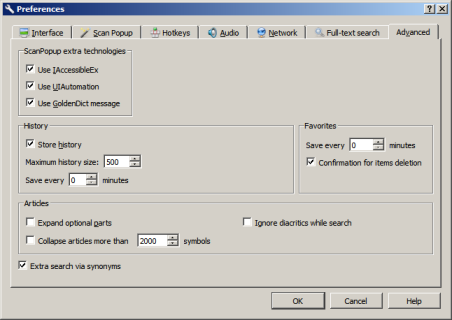 Preferences
Interface Scan Popup Hotkeys Audio Network Full-text search Advanced
ScanPopup extra technologies
Use IAccessibleEx
Use UIAutomation
Use GoldenDict message
History
Store history
Maximum history size: 500
Save every 0 minutes
Favorites
Save every 0 minutes
Confirmation for items deletion
Articles
Expand optional parts
Ignore diacritics while search
Collapse articles more than 2000 symbols
Extra search via synonyms
OK Cancel Help